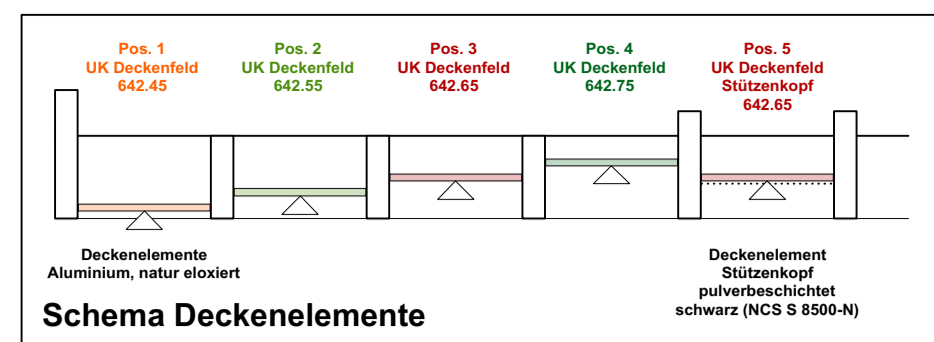 Pos. 1
UK Deckenfeld
642.45
Pos. 2
UK Deckenfeld
642.55
Pos. 3
UK Deckenfeld
642.65
Pos. 4
UK Deckenfeld
642.75
Pos. 5
UK Deckenfeld
Stützenkopf
642.65
Deckenelemente
Aluminium, natur eloxiert
Deckenelement
Stützenkopf
pulverbeschichtet
schwarz (NCS S 8500-N)
Schema Deckenelemente